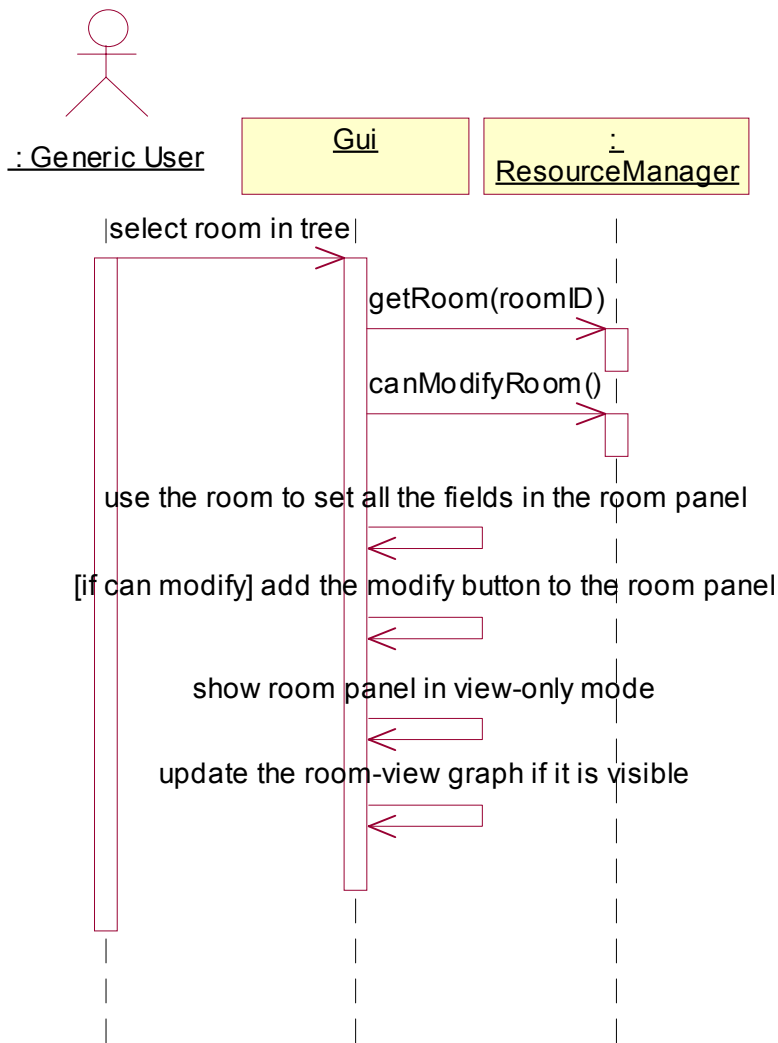 : Generic User
Gui
:
ResourceManager
select room in tree
getRoom(roomID)
canModifyRoom()
use the room to set all the fields in the room panel
[if can modify] add the modify button to the room panel
show room panel in view-only mode
update the room-view graph if it is visible